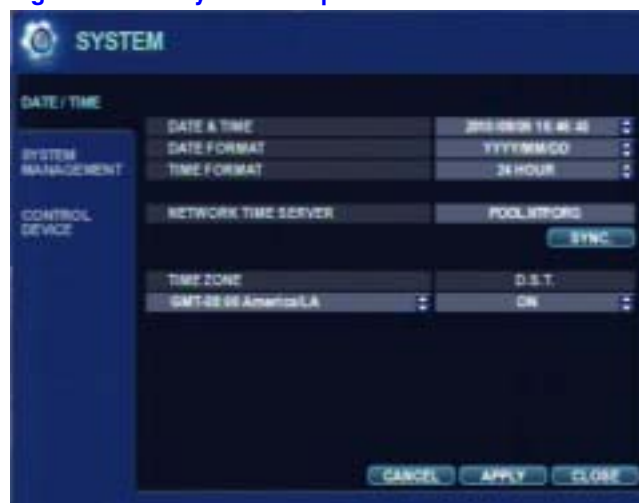 SYSTEM
DATE / TIME
DATE & TIME
DATE FORMAT YYYY/MM/DD
SYSTEM MANAGEMENT
TIME FORMAT 24 HOUR
CONTROL DEVICE
NETWORK TIME SERVER POOL.NTP.ORG
SYNC.
TIME ZONE D.S.T.
GMT-08:00 America/LA ON
CANCEL APPLY CLOSE